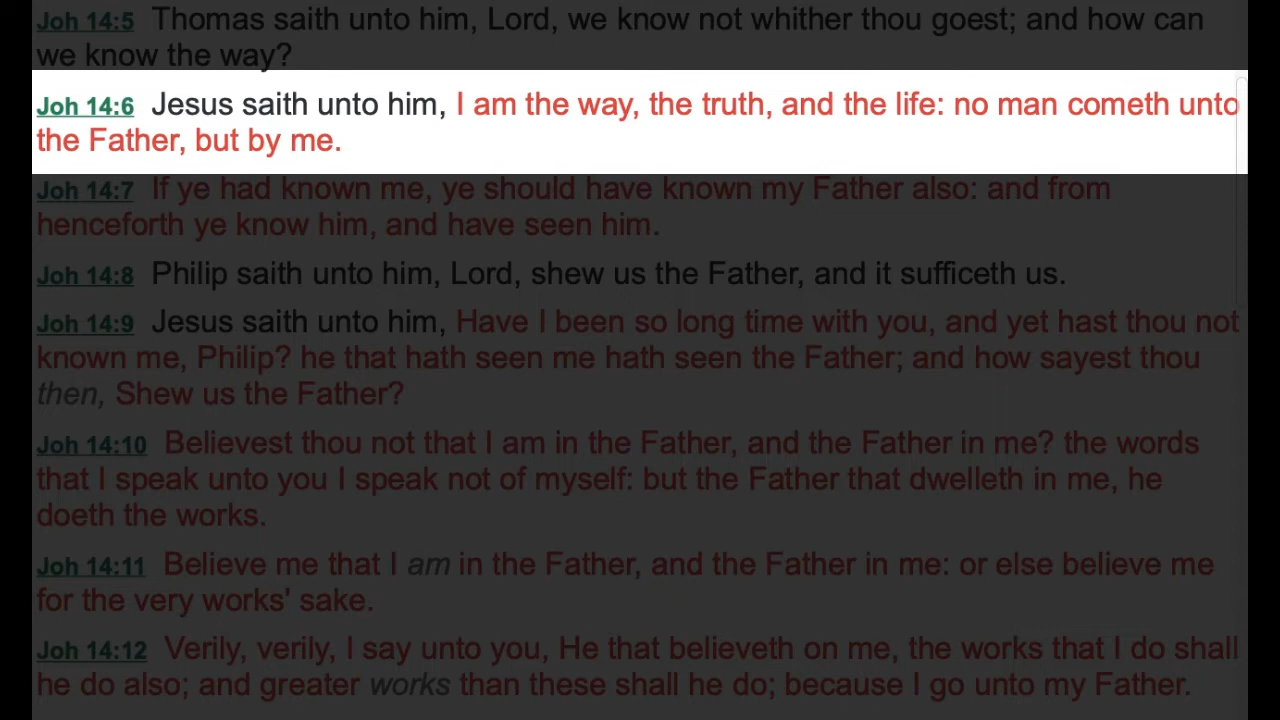 Joh 14:5 Thomas saith unto him, Lord, we know not whither thou goest; and how can
we know the way?
Joh 14:6 Jesus saith unto him, I am the way, the truth, and the life: no man cometh unto
the Father, but by me.
Joh 14:7 If ye had known me, ye should have known my Father also: and from
henceforth ye know him, and have seen him.
Joh 14:8 Philip saith unto him, Lord, shew us the Father, and it sufficeth us.
Joh 14:9 Jesus saith unto him, Have I been so long time with you, and yet hast thou not
known me, Philip? he that hath seen me hath seen the Father; and how sayest thou
then, Shew us the Father?
Joh 14:10 Believest thou not that I am in the Father, and the Father in me? the words
that I speak unto you I speak not of myself: but the Father that dwelleth in me, he
doeth the works.
Joh 14:11 Believe me that I am in the Father, and the Father in me: or else believe me
for the very works' sake.
Joh 14:12 Verily, verily, I say unto you, He that believeth on me, the works that I do shall
he do also; and greater works than these shall he do; because I go unto my Father.